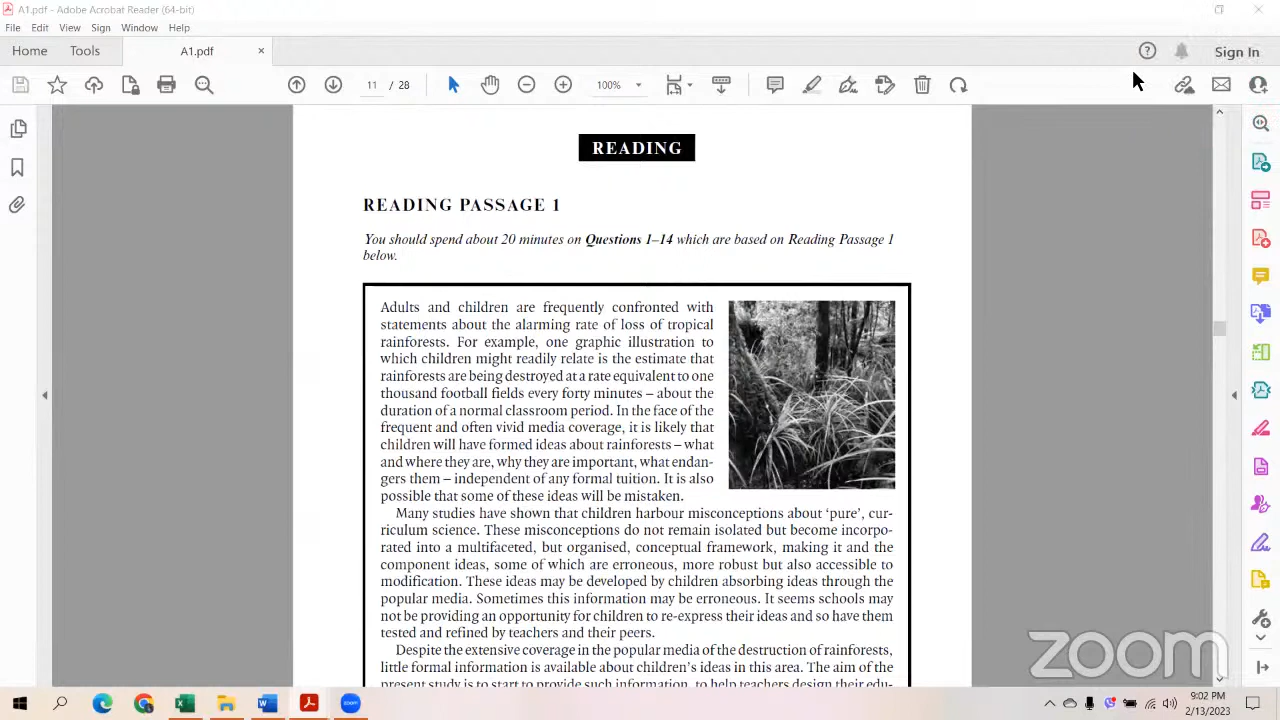 A1.pdf - Adobe Acrobat Reader (64-bit)
File Edit View Sign Window Help
Home Tools A1.pdf × Sign In
11 / 28 100%
READING
READING PASSAGE 1
You should spend about 20 minutes on Questions 1–14 which are based on Reading Passage 1
below.
Adults and children are frequently confronted with
statements about the alarming rate of loss of tropical
rainforests. For example, one graphic illustration to
which children might readily relate is the estimate that
rainforests are being destroyed at a rate equivalent to one
thousand football fields every forty minutes – about the
duration of a normal classroom period. In the face of the
frequent and often vivid media coverage, it is likely that
children will have formed ideas about rainforests – what
and where they are, why they are important, what endan-
gers them – independent of any formal tuition. It is also
possible that some of these ideas will be mistaken.
Many studies have shown that children harbour misconceptions about ‘pure’, cur-
riculum science. These misconceptions do not remain isolated but become incorpo-
rated into a multifaceted, but organised, conceptual framework, making it and the
component ideas, some of which are erroneous, more robust but also accessible to
modification. These ideas may be developed by children absorbing ideas through the
popular media. Sometimes this information may be erroneous. It seems schools may
not be providing an opportunity for children to re-express their ideas and so have them
tested and refined by teachers and their peers.
Despite the extensive coverage in the popular media of the destruction of rainforests,
little formal information is available about children’s ideas in this area. The aim of the
present study is to start to provide such information, to help teachers design their edu-
zoom
9:02 PM
2/13/2023